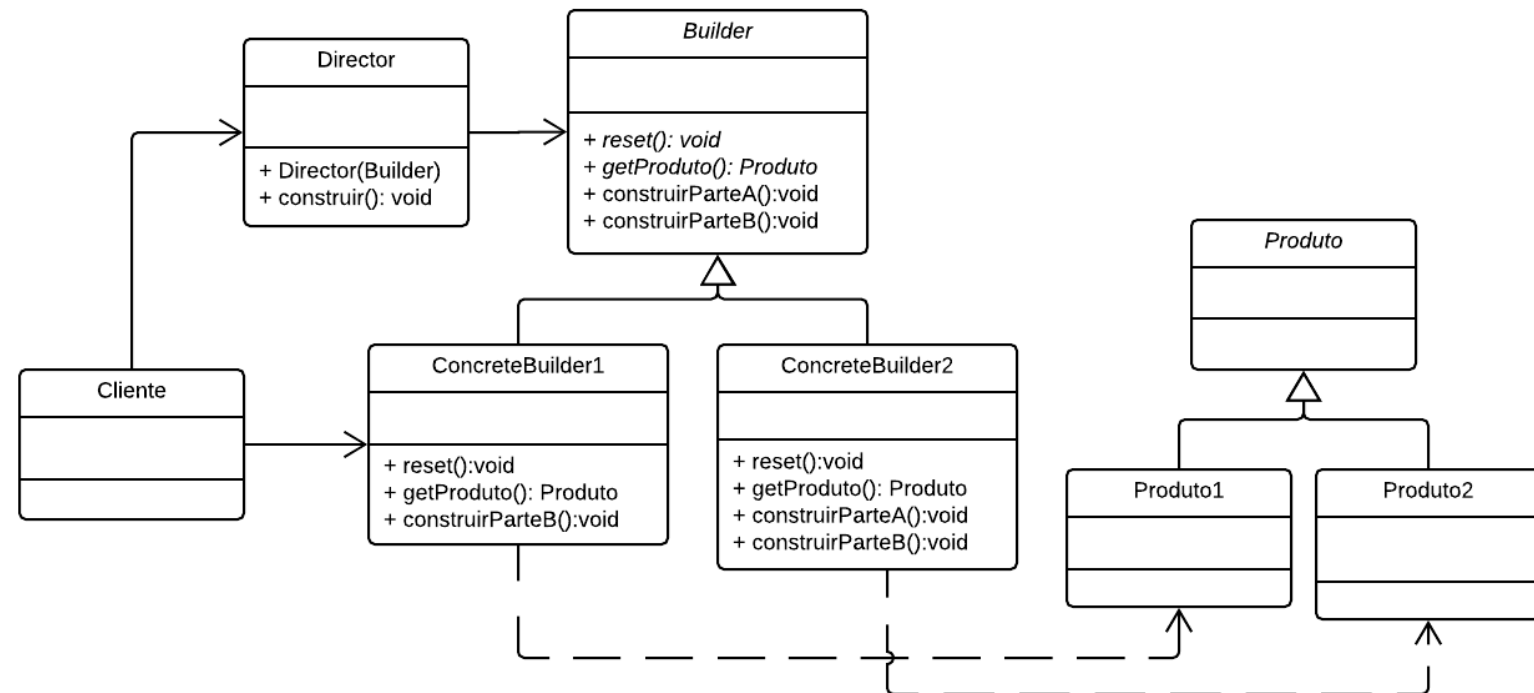 Builder
+ reset(): void
+ getProduto(): Produto
+ construirParteA():void
+ construirParteB():void
Director
+ Director(Builder)
+ construir(): void
Produto
Cliente
ConcreteBuilder1
+ reset():void
+ getProduto(): Produto
+ construirParteB():void
ConcreteBuilder2
+ reset():void
+ getProduto(): Produto
+ construirParteA():void
+ construirParteB():void
Produto1
Produto2